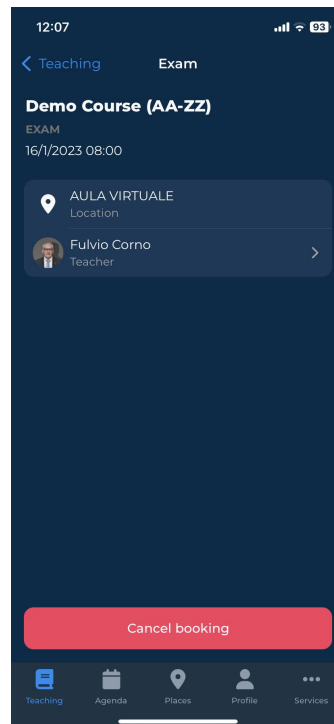 12:07
93
Teaching
Exam
Demo Course (AA-ZZ)
EXAM
16/1/2023 08:00
AULA VIRTUALE
Location
Fulvio Corno
Teacher
Cancel booking
Teaching
Agenda
Places
Profile
Services